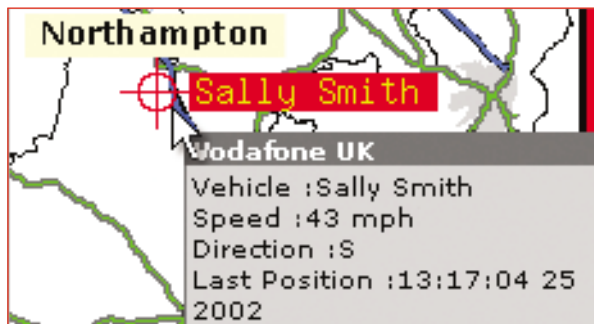 Northampton
Sally Smith
Vodafone UK
Vehicle :Sally Smith
Speed :43 mph
Direction :S
Last Position :13:17:04 25
2002